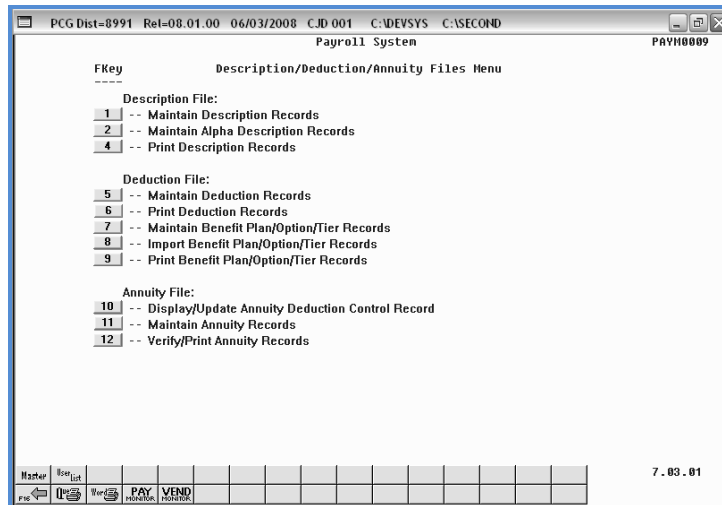 PCG Dist=8991 Rel=08.01.00 06/03/2008 CJD 001 C:\DEVSYS C:\SECOND
Payroll System PAYM0009
FKey Description/Deduction/Annuity Files Menu
----
Description File:
1 -- Maintain Description Records
2 -- Maintain Alpha Description Records
4 -- Print Description Records
Deduction File:
5 -- Maintain Deduction Records
6 -- Print Deduction Records
7 -- Maintain Benefit Plan/Option/Tier Records
8 -- Import Benefit Plan/Option/Tier Records
9 -- Print Benefit Plan/Option/Tier Records
Annuity File:
10 -- Display/Update Annuity Deduction Control Record
11 -- Maintain Annuity Records
12 -- Verify/Print Annuity Records
Master User list 7.03.01
F16 Que Word PAY MONITOR VEND MONITOR